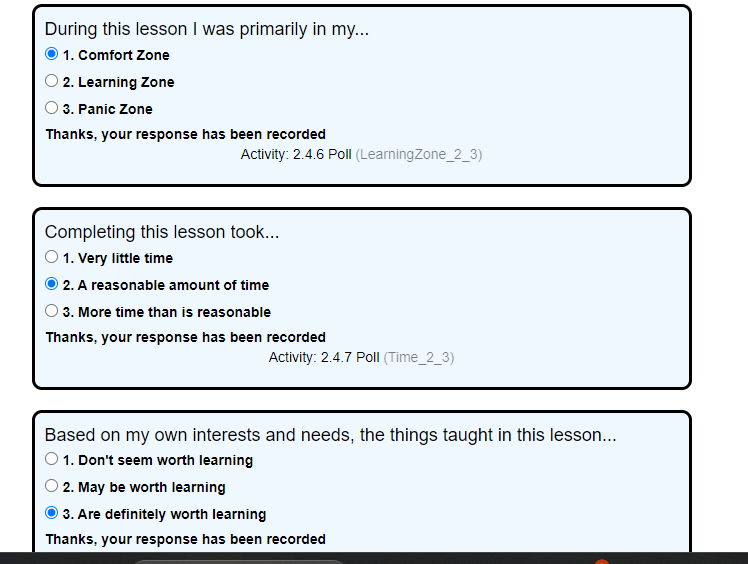 During this lesson I was primarily in my...
1. Comfort Zone
2. Learning Zone
3. Panic Zone
Thanks, your response has been recorded
Activity: 2.4.6 Poll (LearningZone_2_3)
Completing this lesson took...
1. Very little time
2. A reasonable amount of time
3. More time than is reasonable
Thanks, your response has been recorded
Activity: 2.4.7 Poll (Time_2_3)
Based on my own interests and needs, the things taught in this lesson...
1. Don't seem worth learning
2. May be worth learning
3. Are definitely worth learning
Thanks, your response has been recorded